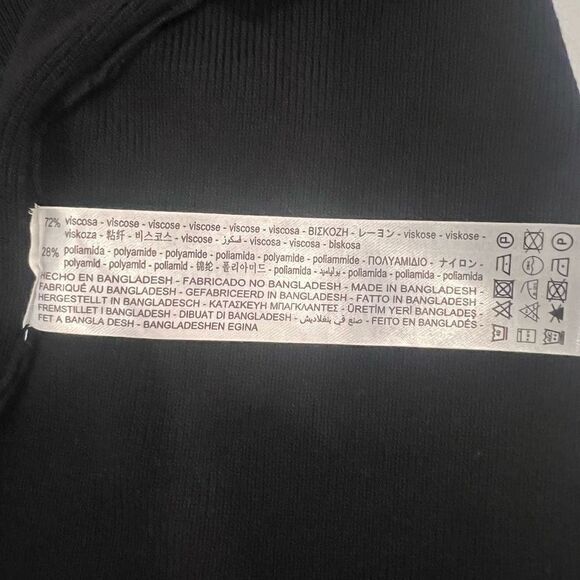 72% viscosa - viscose - viscose - viscose - viscose - viscosa - ΒΙΣΚΟΖΗ - レーヨン - viskose - viskose -
viskoza - 粘纤 - 비스코스 - viscose - فسكوز - viscosa - viscosa - biskosa
28% poliamida - polyamide - polyamide - poliamida - polyamide - poliammide - ΠΟΛΥΑΜΙΔΙΟ - ナイロン -
polyamid - polyamid - poliamid - 锦纶 - 폴리아미드 - poliamida - بولياميد - poliamida - poliamida - poliamida
HECHO EN BANGLADESH - FABRICADO NO BANGLADESH - MADE IN BANGLADESH -
FABRIQUÉ AU BANGLADESH - GEFABRICEERD IN BANGLADESH - FATTO IN BANGLADESH -
HERGESTELLT IN BANGLADESCH - ΚΑΤΑΣΚΕΥΗ ΜΠΑΓΚΛΑΝΤΕΣ - ÜRETİM YERİ BANGLADEŞ -
FREMSTILLET I BANGLADESH - DIBUAT DI BANGLADESH - صنع في بنغلاديش - FEITO EN BANGLADÉS -
FET A BANGLA DESH - BANGLADESHEN EGINA